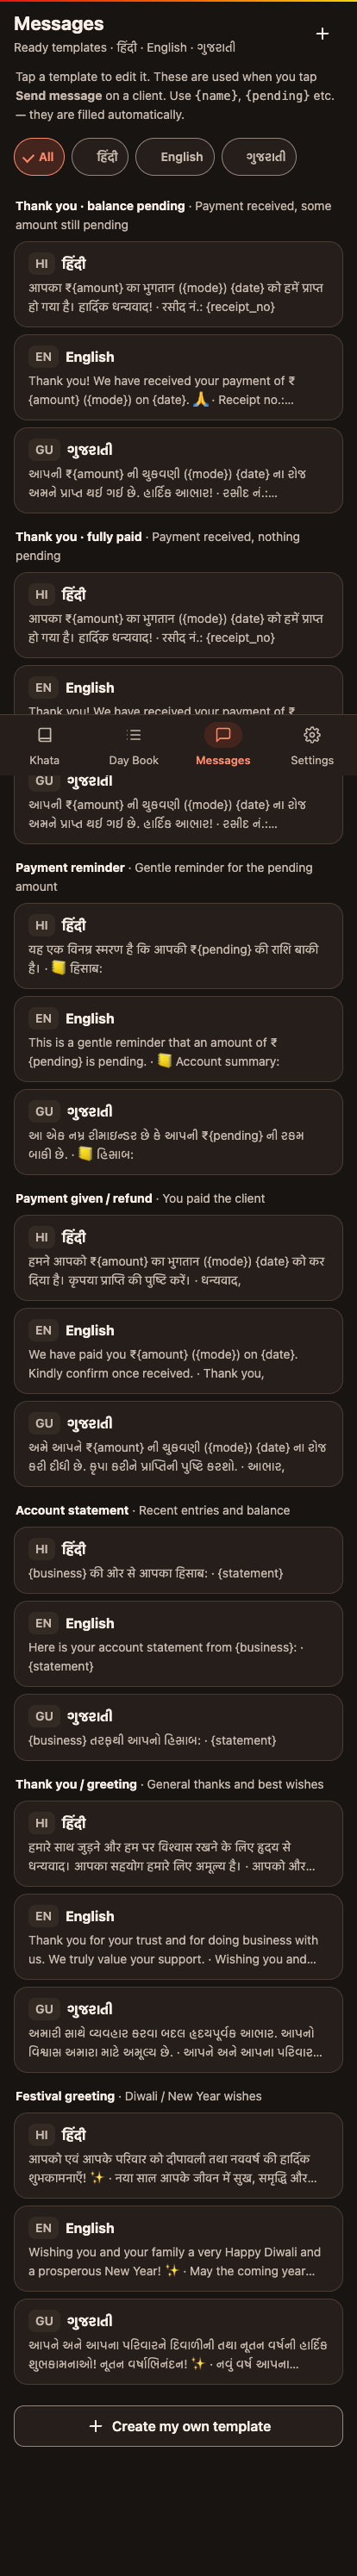 Messages
Ready templates · हिंदी · English · ગુજરાતી
Tap a template to edit it. These are used when you tap
Send message on a client. Use {name}, {pending} etc.
— they are filled automatically.
All
हिंदी
English
ગુજરાતી
Thank you · balance pending · Payment received, some
amount still pending
HI हिंदी
आपका ₹{amount} का भुगतान ({mode}) {date} को हमें प्राप्त
हो गया है। हार्दिक धन्यवाद! · रसीद नं.: {receipt_no}
EN English
Thank you! We have received your payment of ₹
{amount} ({mode}) on {date}. 🙏 · Receipt no.:...
GU ગુજરાતી
આપની ₹{amount} ની ચુકવણી ({mode}) {date} ના રોજ
અમને પ્રાપ્ત થઈ ગઈ છે. હાર્દિક આભાર! · રસીદ નં.:...
Thank you · fully paid · Payment received, nothing
pending
HI हिंदी
आपका ₹{amount} का भुगतान ({mode}) {date} को हमें प्राप्त
हो गया है। हार्दिक धन्यवाद! · रसीद नं.: {receipt_no}
EN English
Thank you! We have received your payment of ₹
Khata
Day Book
Messages
Settings
GU ગુજરાતી
આપની ₹{amount} ની ચુકવણી ({mode}) {date} ના રોજ
અમને પ્રાપ્ત થઈ ગઈ છે. હાર્દિક આભાર! · રસીદ નં.:...
Payment reminder · Gentle reminder for the pending
amount
HI हिंदी
यह एक विनम्र स्मरण है कि आपकी ₹{pending} की राशि बाकी
है। · 📒 हिसाब:
EN English
This is a gentle reminder that an amount of ₹
{pending} is pending. · 📒 Account summary:
GU ગુજરાતી
આ એક નમ્ર રીમાઇન્ડર છે કે આપની ₹{pending} ની રકમ
બાકી છે. · 📒 હિસાબ:
Payment given / refund · You paid the client
HI हिंदी
हमने आपको ₹{amount} का भुगतान ({mode}) {date} को कर
दिया है। कृपया प्राप्ति की पुष्टि करें। · धन्यवाद,
EN English
We have paid you ₹{amount} ({mode}) on {date}.
Kindly confirm once received. · Thank you,
GU ગુજરાતી
અમે આપને ₹{amount} ની ચુકવણી ({mode}) {date} ના રોજ
કરી દીધી છે. કૃપા કરીને પ્રાપ્તિની પુષ્ટિ કરશો. · આભાર,
Account statement · Recent entries and balance
HI हिंदी
{business} की ओर से आपका हिसाब: · {statement}
EN English
Here is your account statement from {business}: ·
{statement}
GU ગુજરાતી
{business} તરફથી આપનો હિસાબ: · {statement}
Thank you / greeting · General thanks and best wishes
HI हिंदी
हमारे साथ जुड़ने और हम पर विश्वास रखने के लिए हृदय से
धन्यवाद। आपका सहयोग हमारे लिए अमूल्य है। · आपको और...
EN English
Thank you for your trust and for doing business with
us. We truly value your support. · Wishing you and...
GU ગુજરાતી
અમારી સાથે વ્યવહાર કરવા બદલ હૃદયપૂર્વક આભાર. આપનો
વિશ્વાસ અમારા માટે અમૂલ્ય છે. · આપને અને આપના પરિવાર...
Festival greeting · Diwali / New Year wishes
HI हिंदी
आपको एवं आपके परिवार को दीपावली तथा नववर्ष की हार्दिक
शुभकामनाएँ! ✨ · नया साल आपके जीवन में सुख, समृद्धि और...
EN English
Wishing you and your family a very Happy Diwali and
a prosperous New Year! ✨ · May the coming year...
GU ગુજરાતી
આપને અને આપના પરિવારને દિવાળીની તથા નૂતન વર્ષની હાર્દિક
શુભકામનાઓ! નૂતન વર્ષાભિનંદન! ✨ · નવું વર્ષ આપના...
Create my own template